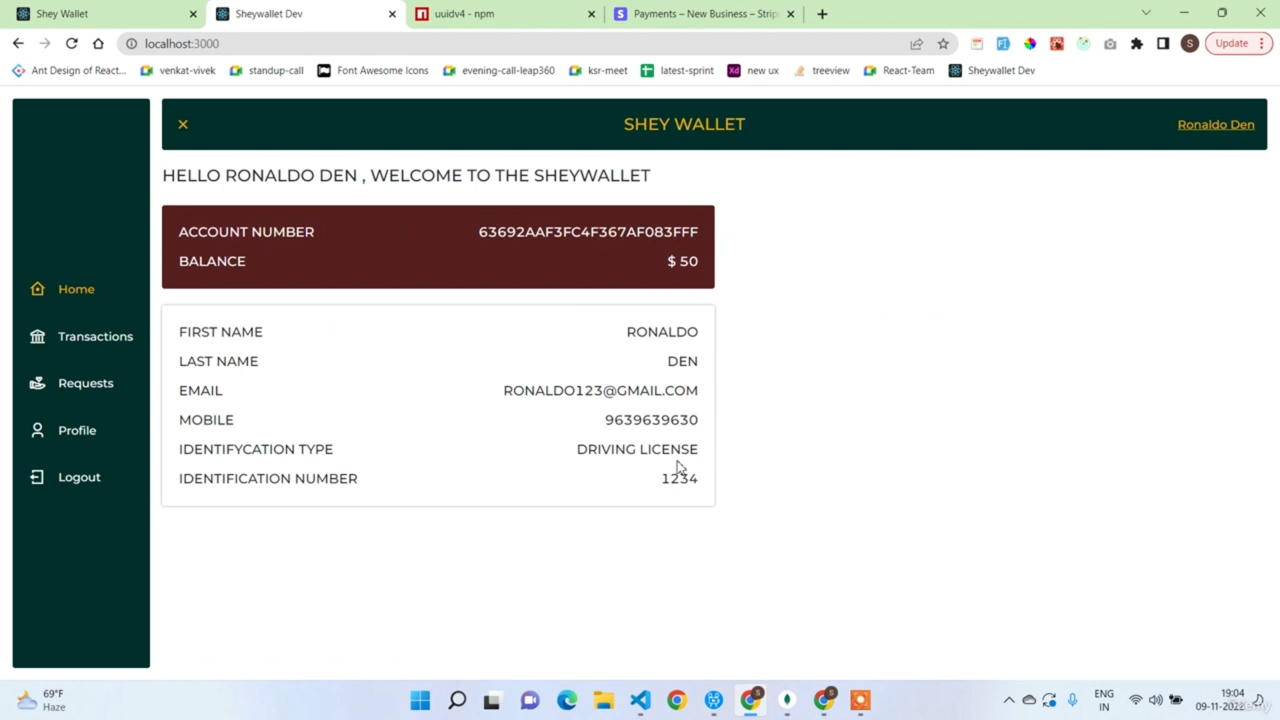 Shey Wallet
Sheywallet Dev
uuidv4 - npm
Payments – New Business – Strip
localhost:3000
S
Update
Ant Design of React...
venkat-vivek
standup-call
Font Awesome Icons
evening-call-leap360
ksr-meet
latest-sprint
Xd
new ux
treeview
React-Team
Sheywallet Dev
SHEY WALLET
Ronaldo Den
HELLO RONALDO DEN , WELCOME TO THE SHEYWALLET
ACCOUNT NUMBER 63692AAF3FC4F367AF083FFF
BALANCE $ 50
Home
Transactions
Requests
Profile
Logout
FIRST NAME RONALDO
LAST NAME DEN
EMAIL RONALDO123@GMAIL.COM
MOBILE 9639639630
IDENTIFYCATION TYPE DRIVING LICENSE
IDENTIFICATION NUMBER 1234
69°F
Haze
ENG
IN
19:04